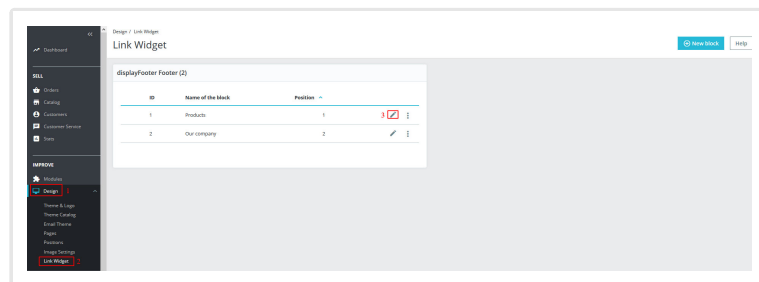 Design / Link Widget
Link Widget
New block
Help
Dashboard
SELL
Orders
Catalog
Customers
Customer Service
Stats
IMPROVE
Modules
Design 1
Theme & Logo
Theme Catalog
Email Theme
Pages
Positions
Image Settings
Link Widget 2
displayFooter Footer (2)
ID Name of the block Position
1 Products 1 3
2 Our company 2